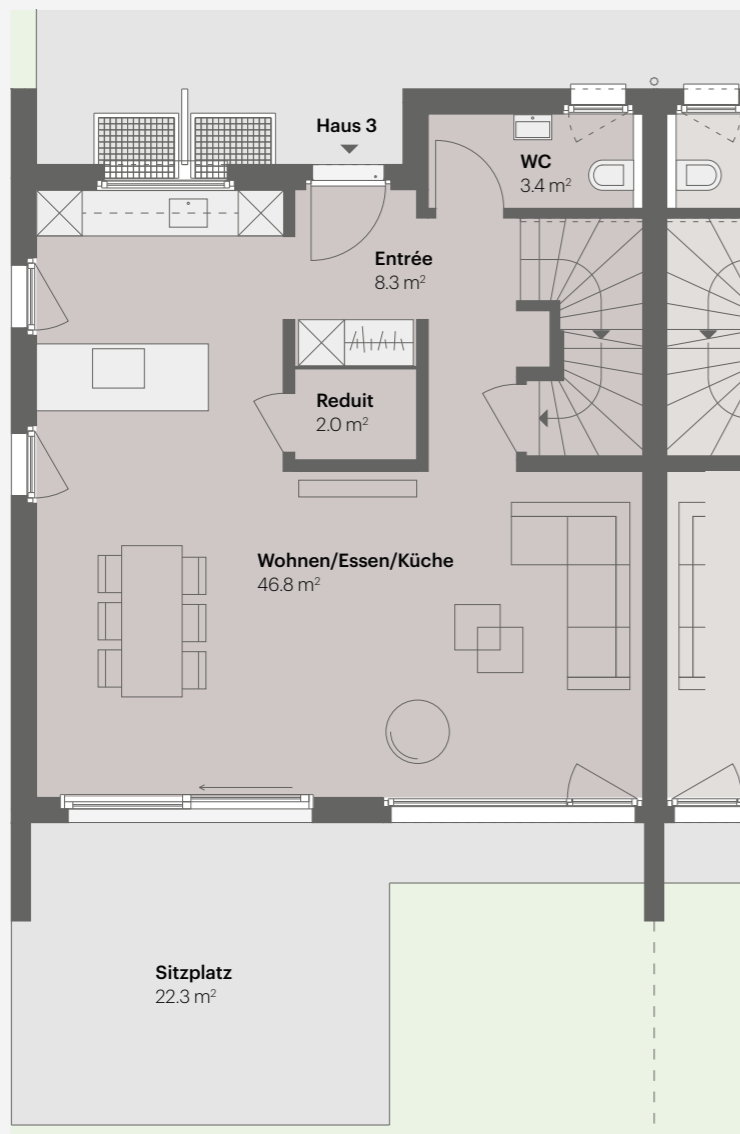 Haus 3
WC
3.4 m²
Entrée
8.3 m²
Reduit
2.0 m²
Wohnen/Essen/Küche
46.8 m²
Sitzplatz
22.3 m²